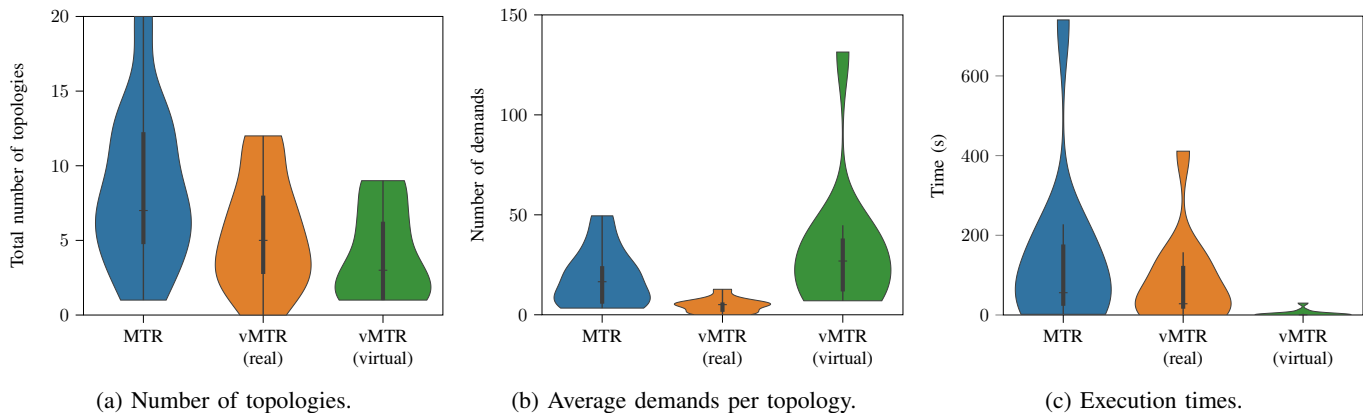 20
15
10
5
0
Total number of topologies
MTR
vMTR
(real)
vMTR
(virtual)
(a) Number of topologies.
150
100
50
0
Number of demands
MTR
vMTR
(real)
vMTR
(virtual)
(b) Average demands per topology.
600
400
200
0
Time (s)
MTR
vMTR
(real)
vMTR
(virtual)
(c) Execution times.